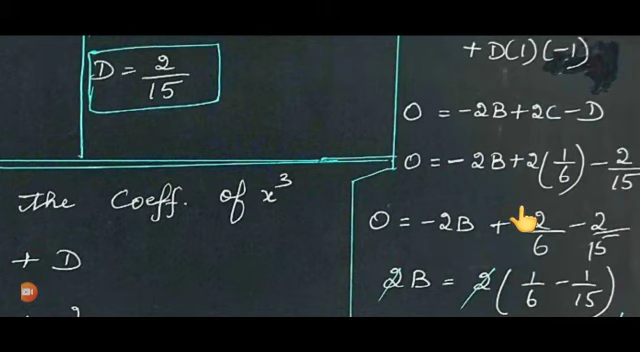 D = 2/15
the coeff. of x³
+ D
+ D(1)(-1)
0 = -2B + 2C - D
0 = -2B + 2(1/6) - 2/15
0 = -2B + 2/6 - 2/15
2B = 2(1/6 - 1/15)